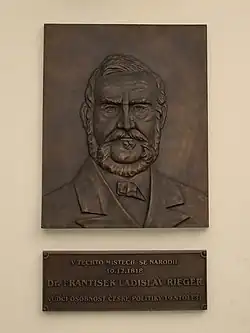 V TĚCHTO MÍSTECH SE NARODIL
10.12.1818
Dr. FRANTIŠEK LADISLAV RIEGER
VŮDČÍ OSOBNOST ČESKÉ POLITIKY 19. STOLETÍ